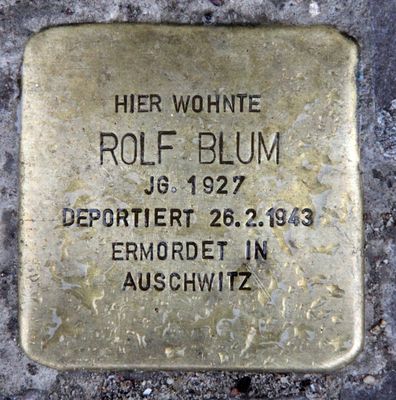 HIER WOHNTE
ROLF BLUM
JG. 1927
DEPORTIERT 26.2.1943
ERMORDET IN
AUSCHWITZ